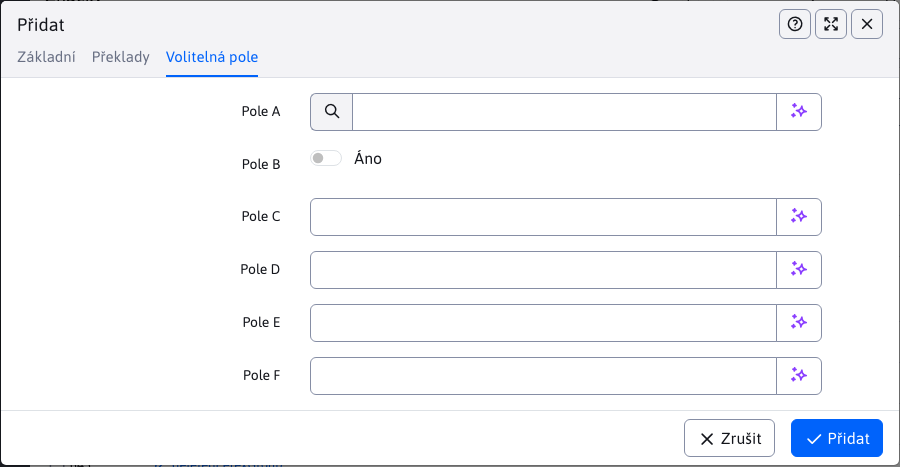 Přidat
Základní Překlady Volitelná pole
Pole A
Pole B Áno
Pole C
Pole D
Pole E
Pole F
Zrušit Přidat